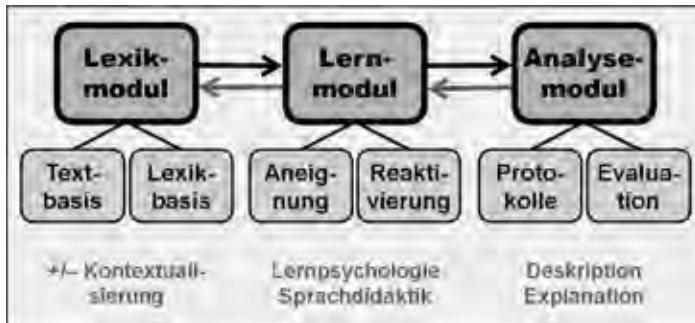 Lexik-
modul
Lern-
modul
Analyse-
modul
Text-
basis
Lexik-
basis
Aneig-
nung
Reakti-
vierung
Proto-
kolle
Evalua-
tion
+/– Kontextuali-
sierung
Lernpsychologie
Sprachdidaktik
Deskription
Explanation